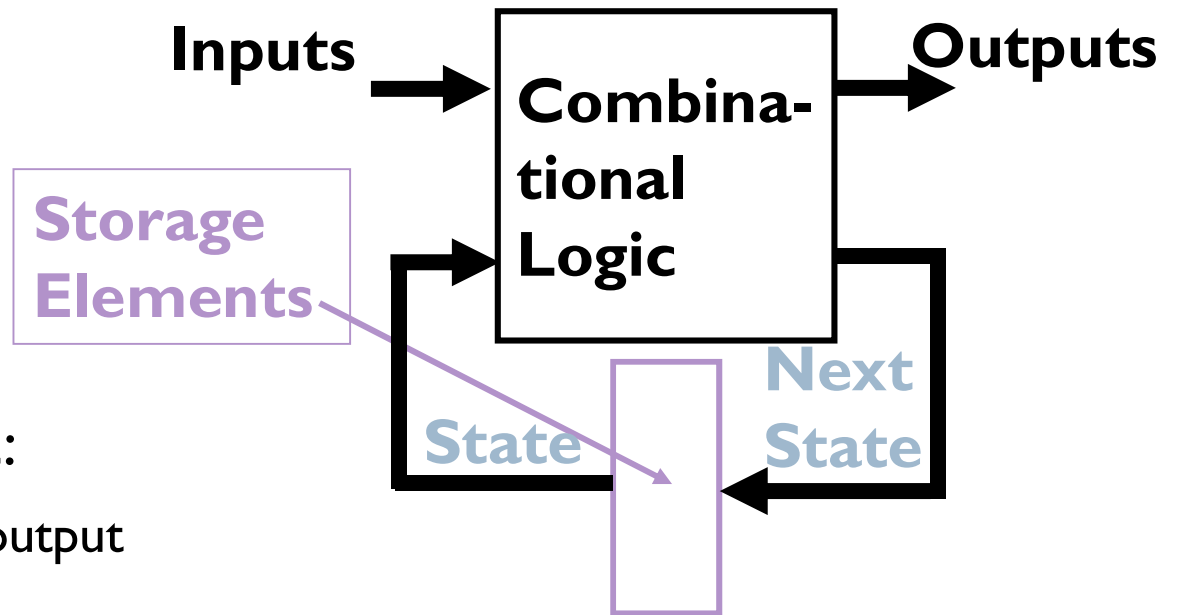 Inputs
Outputs
Combina-
tional
Logic
Storage
Elements
Next
State
State
:
output